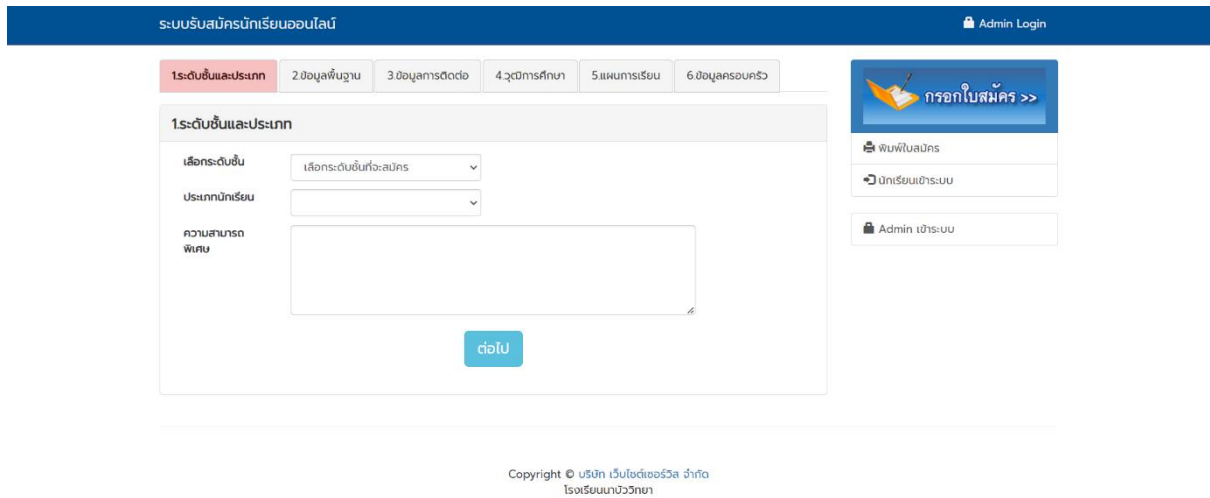 ระบบรับสมัครนักเรียนออนไลน์
Admin Login
1.ระดับชั้นและประเภท
2.ข้อมูลพื้นฐาน
3.ข้อมูลการติดต่อ
4.วุฒิการศึกษา
5.แผนการเรียน
6.ข้อมูลครอบครัว
1.ระดับชั้นและประเภท
เลือกระดับชั้น
เลือกระดับชั้นที่จะสมัคร
ประเภทนักเรียน
ความสามารถ
พิเศษ
ต่อไป
กรอกใบสมัคร >>
พิมพ์ใบสมัคร
นักเรียนเข้าระบบ
Admin เข้าระบบ
Copyright © บริษัท เว็บไซต์เซอร์วิส จำกัด
โรงเรียนนาบัววิทยา